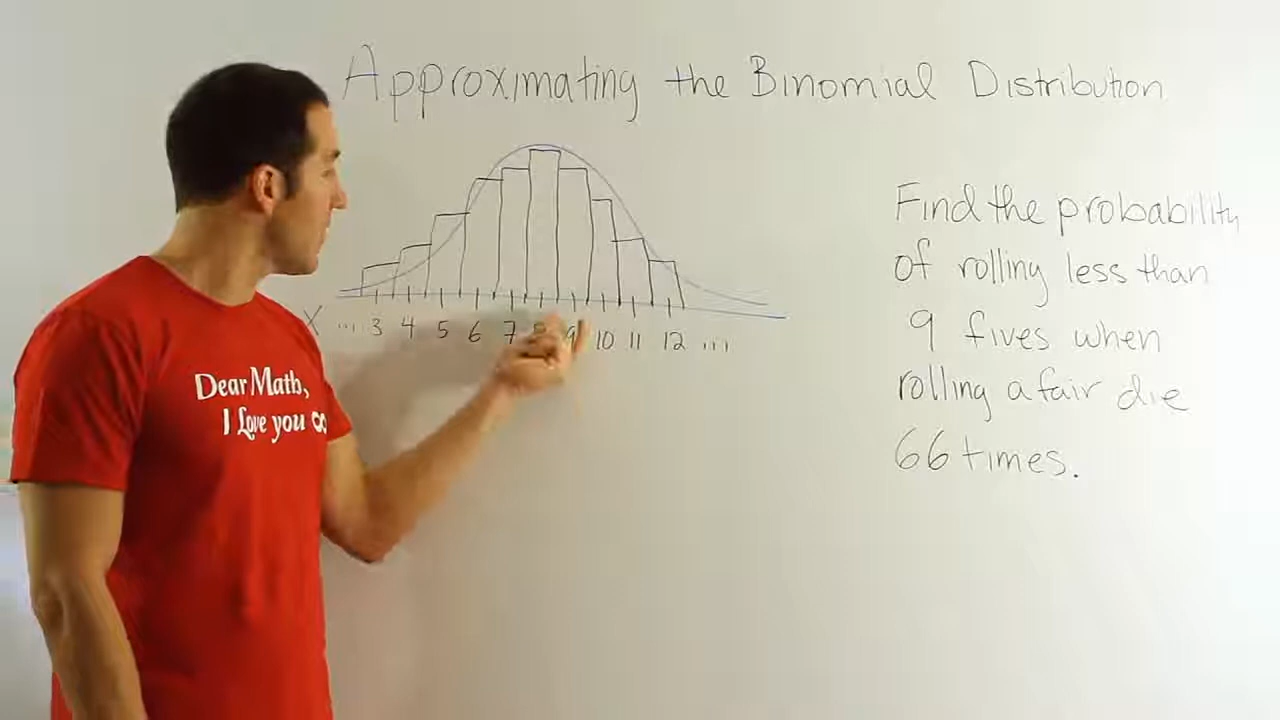 Approximating the Binomial Distribution
X ... 3 4 5 6 7 8 9 10 11 12 ...
Find the probability
of rolling less than
9 fives when
rolling a fair die
66 times.
Dear Math,
I Love you ∞